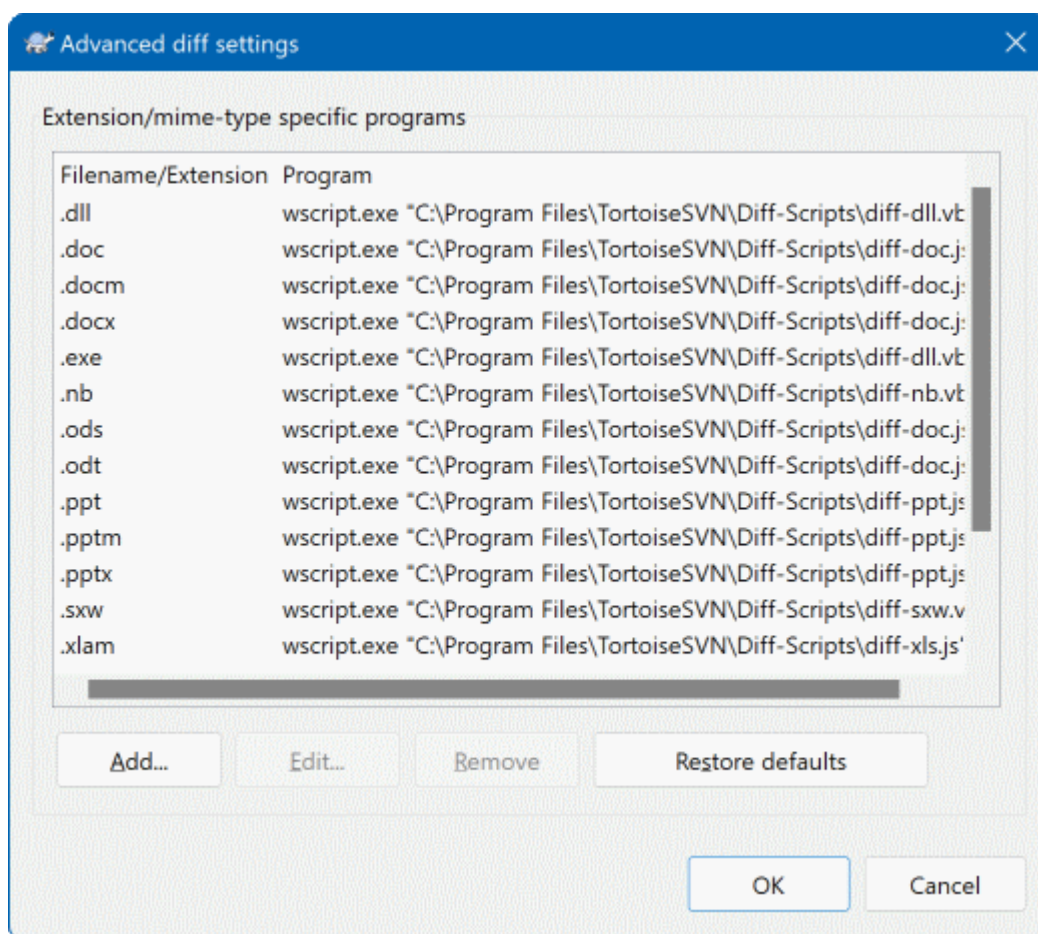 Advanced diff settings
Extension/mime-type specific programs
Filename/Extension Program
.dll wscript.exe "C:\Program Files\TortoiseSVN\Diff-Scripts\diff-dll.vb
.doc wscript.exe "C:\Program Files\TortoiseSVN\Diff-Scripts\diff-doc.js
.docm wscript.exe "C:\Program Files\TortoiseSVN\Diff-Scripts\diff-doc.js
.docx wscript.exe "C:\Program Files\TortoiseSVN\Diff-Scripts\diff-doc.js
.exe wscript.exe "C:\Program Files\TortoiseSVN\Diff-Scripts\diff-dll.vb
.nb wscript.exe "C:\Program Files\TortoiseSVN\Diff-Scripts\diff-nb.vb
.ods wscript.exe "C:\Program Files\TortoiseSVN\Diff-Scripts\diff-doc.js
.odt wscript.exe "C:\Program Files\TortoiseSVN\Diff-Scripts\diff-doc.js
.ppt wscript.exe "C:\Program Files\TortoiseSVN\Diff-Scripts\diff-ppt.js
.pptm wscript.exe "C:\Program Files\TortoiseSVN\Diff-Scripts\diff-ppt.js
.pptx wscript.exe "C:\Program Files\TortoiseSVN\Diff-Scripts\diff-ppt.js
.sxw wscript.exe "C:\Program Files\TortoiseSVN\Diff-Scripts\diff-sxw.v
.xlam wscript.exe "C:\Program Files\TortoiseSVN\Diff-Scripts\diff-xls.js"
Add... Edit... Remove Restore defaults
OK Cancel